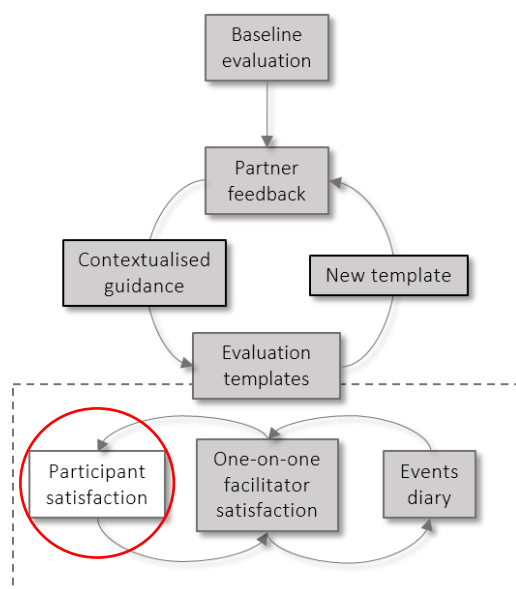 Baseline
evaluation
Partner
feedback
Contextualised
guidance
New template
Evaluation
templates
Participant
satisfaction
One-on-one
facilitator
satisfaction
Events
diary